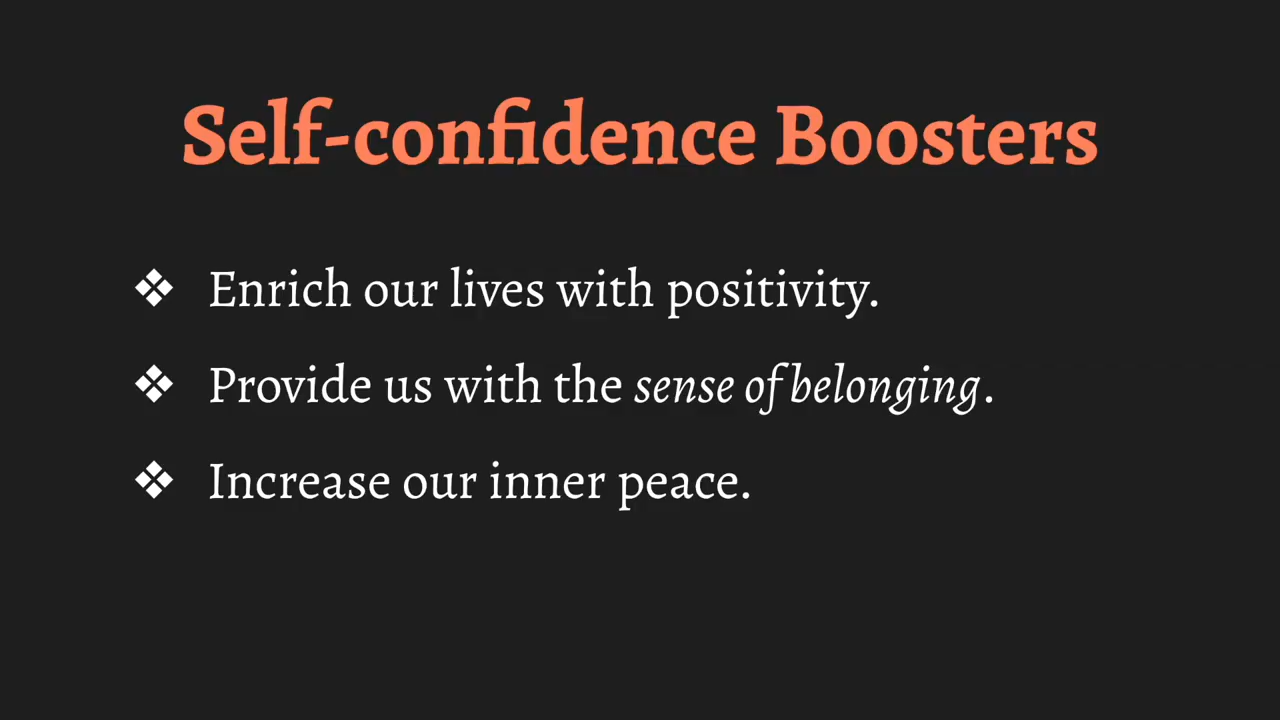 Self-confidence Boosters
❖ Enrich our lives with positivity.
❖ Provide us with the sense of belonging.
❖ Increase our inner peace.